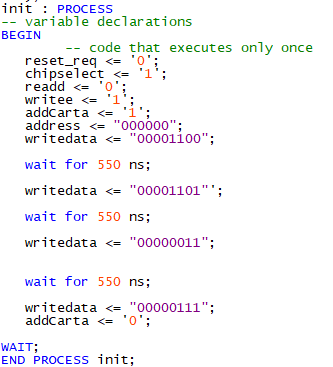 init : PROCESS
-- variable declarations
BEGIN
-- code that executes only once
reset_req <= '0';
chipselect <= '1';
readd <= '0';
writee <= '1';
addCarta <= '1';
address <= "000000";
writedata <= "00001100";
wait for 550 ns;
writedata <= "00001101"';
wait for 550 ns;
writedata <= "00000011";
wait for 550 ns;
writedata <= "00000111";
addCarta <= '0';
WAIT;
END PROCESS init;